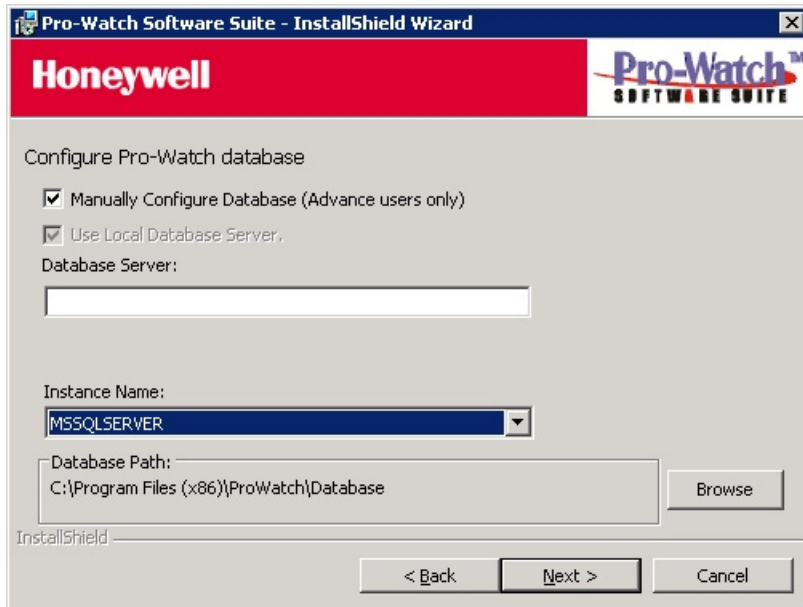 Pro-Watch Software Suite - InstallShield Wizard
Honeywell
Pro-Watch™
SOFTWARE SUITE
Configure Pro-Watch database
Manually Configure Database (Advance users only)
Use Local Database Server.
Database Server:
Instance Name:
MSSQLSERVER
Database Path:
C:\Program Files (x86)\ProWatch\Database
Browse
InstallShield
< Back
Next >
Cancel